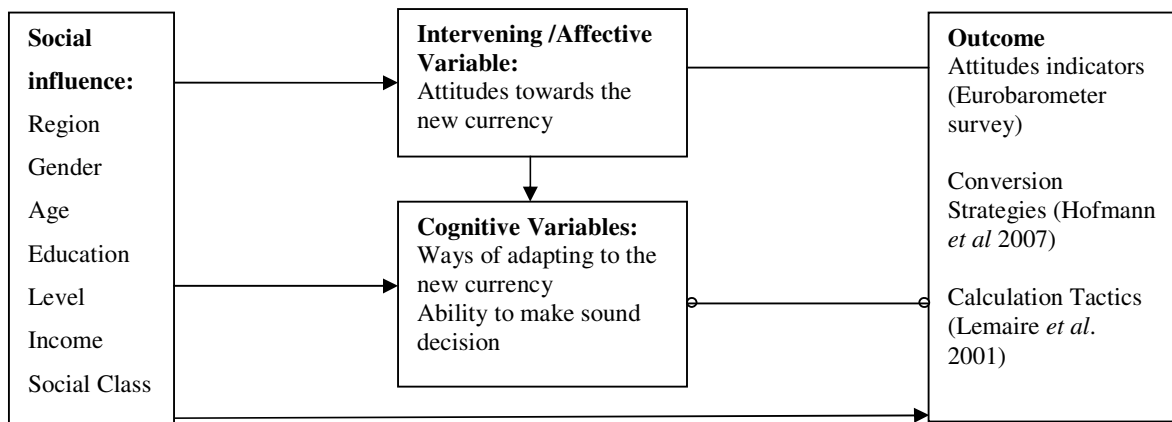 Social
influence:
Region
Gender
Age
Education
Level
Income
Social Class
Intervening /Affective
Variable:
Attitudes towards the
new currency
Cognitive Variables:
Ways of adapting to the
new currency
Ability to make sound
decision
Outcome
Attitudes indicators
(Eurobarometer
survey)
Conversion
Strategies (Hofmann
et al 2007)
Calculation Tactics
(Lemaire et al.
2001)